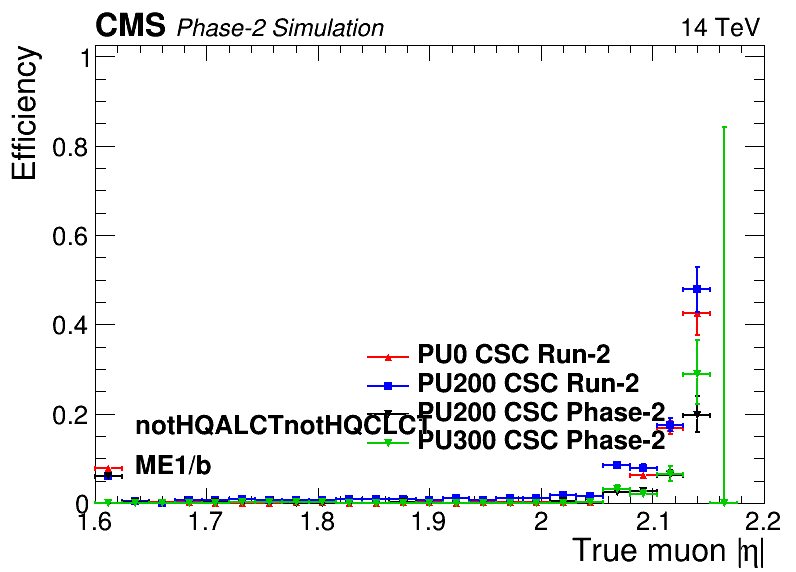 CMS Phase-2 Simulation 14 TeV
Efficiency
1
0.8
0.6
0.4
0.2
0
PU0 CSC Run-2
PU200 CSC Run-2
PU200 CSC Phase-2
PU300 CSC Phase-2
notHQALCTnotHQCLCT
ME1/b
1.6 1.7 1.8 1.9 2 2.1 2.2
True muon |η|